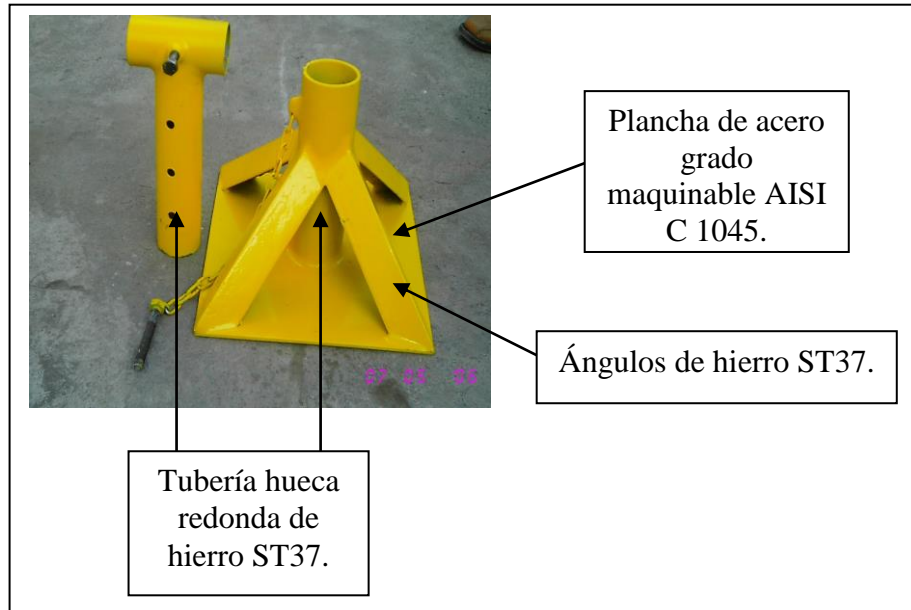 Plancha de acero
grado
maquinable AISI
C 1045.
Ángulos de hierro ST37.
Tubería hueca
redonda de
hierro ST37.